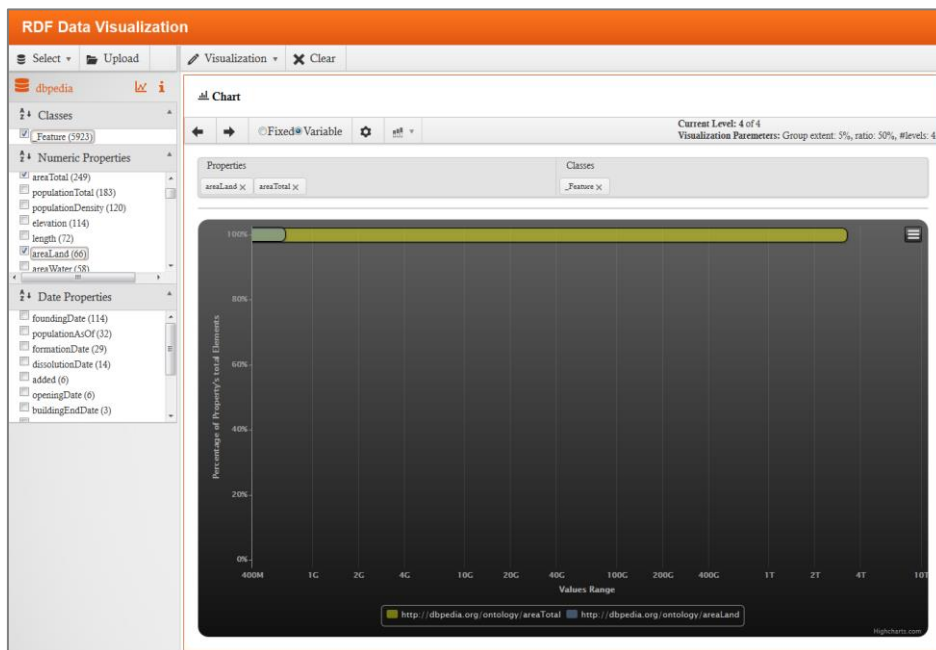 RDF Data Visualization
Select Upload Visualization Clear
dbpedia
Classes
_Feature (5923)
Numeric Properties
areaTotal (249)
populationTotal (183)
populationDensity (120)
elevation (114)
length (72)
areaLand (66)
areaWater (58)
Date Properties
foundingDate (114)
populationAsOf (32)
formationDate (29)
dissolutionDate (14)
added (6)
openingDate (6)
buildingEndDate (3)
Chart
Fixed Variable
Current Level: 4 of 4
Visualization Paremeters: Group extent: 5%, ratio: 50%, #levels: 4
Properties Classes
areaLand X areaTotal X _Feature X
Percentage of Property's total Elements
100%
80%
60%
40%
20%
0%
400M 1G 2G 4G 10G 20G 40G 100G 200G 400G 1T 2T 4T 10T
Values Range
http://dbpedia.org/ontology/areaTotal http://dbpedia.org/ontology/areaLand
Highcharts.com